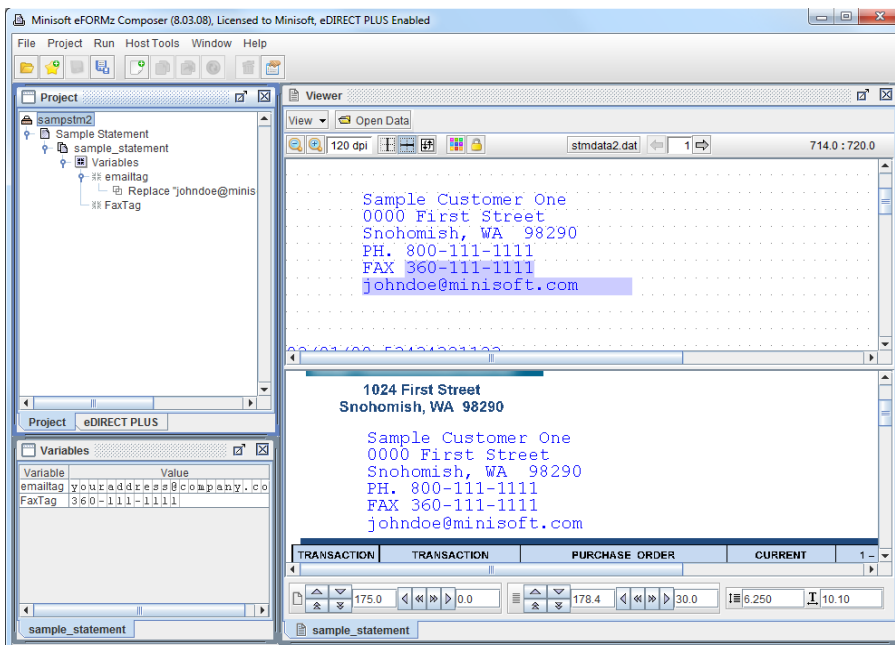 Minisoft eFORMz Composer (8.03.08), Licensed to Minisoft, eDIRECT PLUS Enabled
File Project Run Host Tools Window Help
Project
sampstm2
Sample Statement
sample_statement
Variables
emailtag
Replace "johndoe@minis
FaxTag
Project eDIRECT PLUS
Variables
Variable Value
emailtag youraddress@company.co
FaxTag 360-111-1111
sample_statement
Viewer
View Open Data
120 dpi stmdata2.dat 1 714.0 : 720.0
Sample Customer One
0000 First Street
Snohomish, WA 98290
PH. 800-111-1111
FAX 360-111-1111
johndoe@minisoft.com
1024 First Street
Snohomish, WA 98290
Sample Customer One
0000 First Street
Snohomish, WA 98290
PH. 800-111-1111
FAX 360-111-1111
johndoe@minisoft.com
TRANSACTION TRANSACTION PURCHASE ORDER CURRENT 1 –
175.0 0.0 178.4 30.0 6.250 10.10
sample_statement